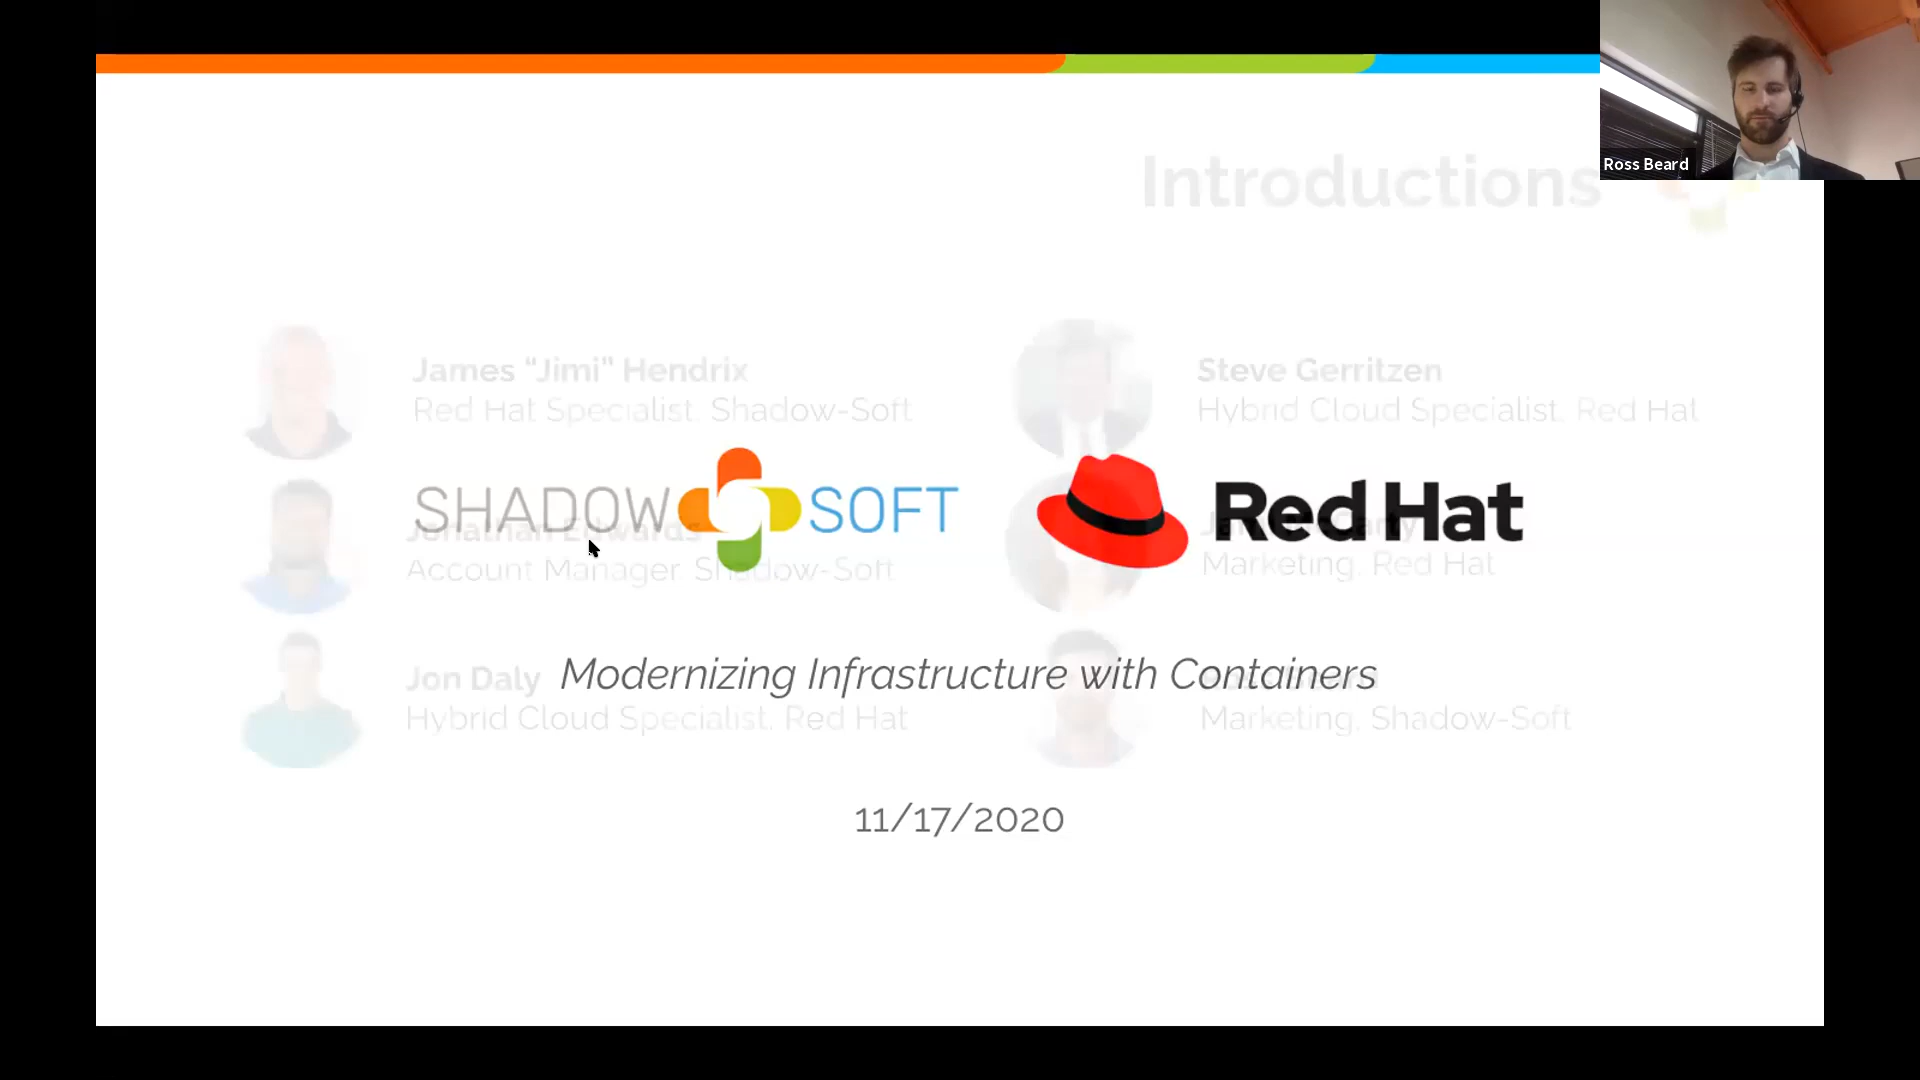 Ross Beard
Introductions
James "Jimi" Hendrix
Red Hat Specialist, Shadow-Soft
Steve Gerritzen
Hybrid Cloud Specialist, Red Hat
SHADOW SOFT
Red Hat
Jonathan Edwards
Account Manager, Shadow-Soft
Marketing, Red Hat
Modernizing Infrastructure with Containers
Jon Daly
Hybrid Cloud Specialist, Red Hat
Marketing, Shadow-Soft
11/17/2020